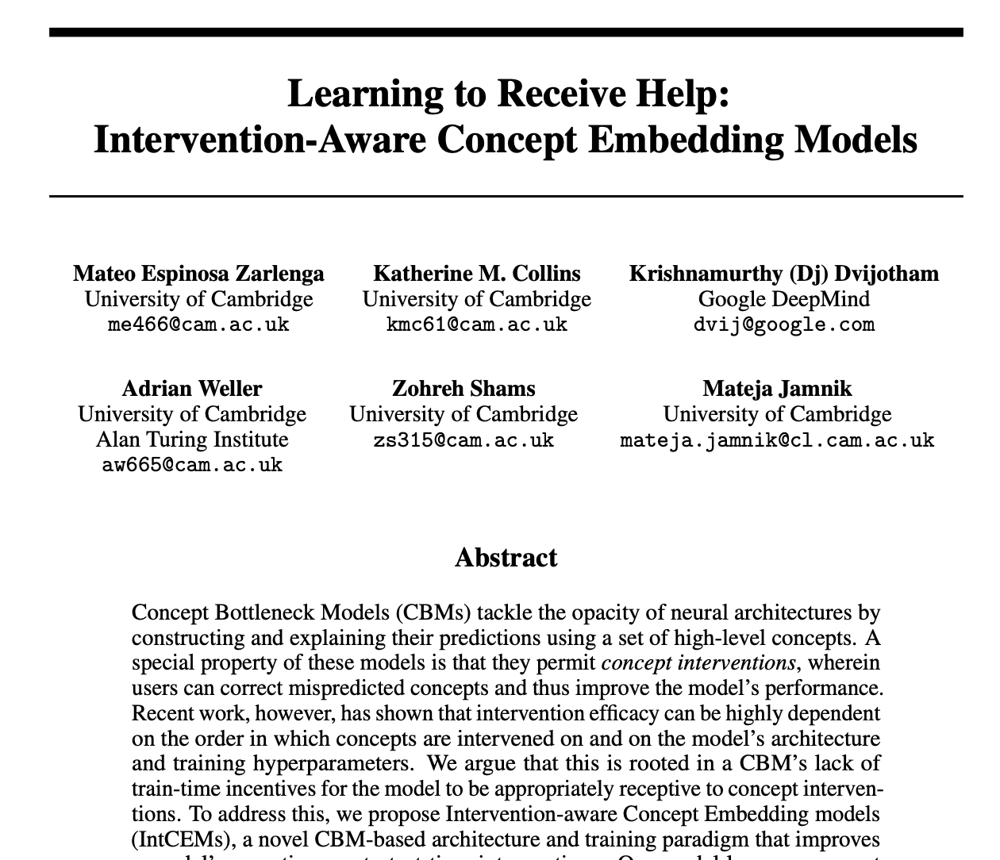 Learning to Receive Help:
Intervention-Aware Concept Embedding Models
Mateo Espinosa Zarlenga
University of Cambridge
me466@cam.ac.uk
Katherine M. Collins
University of Cambridge
kmc61@cam.ac.uk
Krishnamurthy (Dj) Dvijotham
Google DeepMind
dvij@google.com
Adrian Weller
University of Cambridge
Alan Turing Institute
aw665@cam.ac.uk
Zohreh Shams
University of Cambridge
zs315@cam.ac.uk
Mateja Jamnik
University of Cambridge
mateja.jamnik@cl.cam.ac.uk
Abstract
Concept Bottleneck Models (CBMs) tackle the opacity of neural architectures by
constructing and explaining their predictions using a set of high-level concepts. A
special property of these models is that they permit concept interventions, wherein
users can correct mispredicted concepts and thus improve the model's performance.
Recent work, however, has shown that intervention efficacy can be highly dependent
on the order in which concepts are intervened on and on the model's architecture
and training hyperparameters. We argue that this is rooted in a CBM's lack of
train-time incentives for the model to be appropriately receptive to concept interven-
tions. To address this, we propose Intervention-aware Concept Embedding models
(IntCEMs), a novel CBM-based architecture and training paradigm that improves